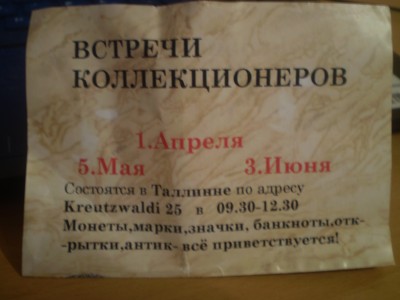 ВСТРЕЧИ
КОЛЛЕКЦИОНЕРОВ
1.Апреля
5.Мая 3.Июня
Состоятся в Таллинне по адресу
Kreutzwaldi 25 в 09.30-12.30
Монеты,марки,значки, банкноты,отк-
-рытки,антик- всё приветствуется!